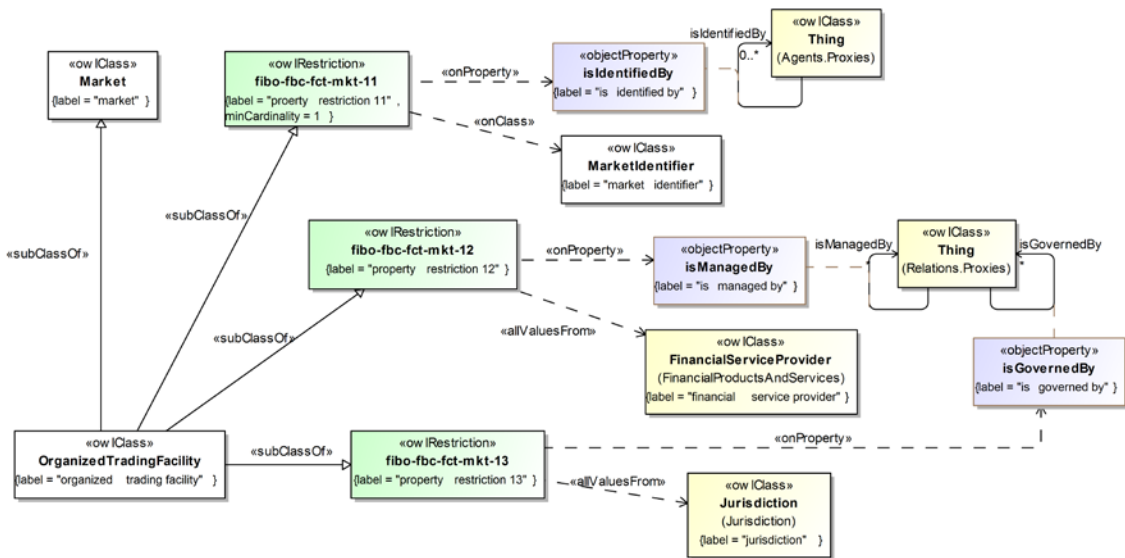 «owlClass»
Market
{label = "market" }
«owlRestriction»
fibo-fbc-fct-mkt-11
{label = "proerty restriction 11" ,
minCardinality = 1 }
«onProperty»
«objectProperty»
isIdentifiedBy
{label = "is identified by" }
isIdentifiedBy
0..*
«owlClass»
Thing
(Agents.Proxies)
«onClass»
«owlClass»
MarketIdentifier
{label = "market identifier" }
«subClassOf»
«subClassOf»
«owlRestriction»
fibo-fbc-fct-mkt-12
{label = "property restriction 12" }
«onProperty»
«objectProperty»
isManagedBy
{label = "is managed by" }
isManagedBy
*
«owlClass»
Thing
(Relations.Proxies)
isGovernedBy
*
«subClassOf»
«allValuesFrom»
«owlClass»
FinancialServiceProvider
(FinancialProductsAndServices)
{label = "financial service provider" }
«objectProperty»
isGovernedBy
{label = "is governed by" }
«owlClass»
OrganizedTradingFacility
{label = "organized trading facility" }
«subClassOf»
«owlRestriction»
fibo-fbc-fct-mkt-13
{label = "property restriction 13" }
«onProperty»
«allValuesFrom»
«owlClass»
Jurisdiction
(Jurisdiction)
{label = "jurisdiction" }